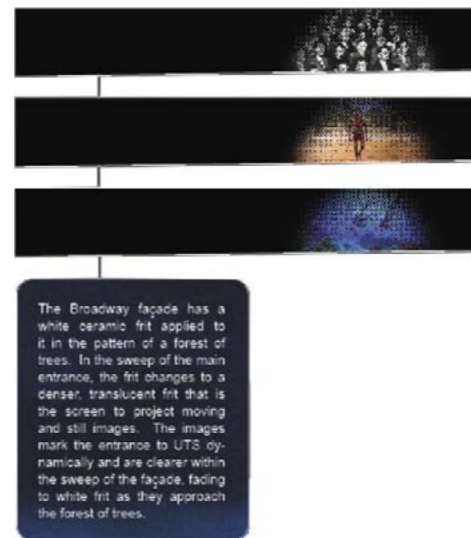 The Broadway façade has a
white ceramic frit applied to
it in the pattern of a forest of
trees. In the sweep of the main
entrance, the frit changes to a
denser, translucent frit that is
the screen to project moving
and still images. The images
mark the entrance to UTS dy-
namically and are clearer within
the sweep of the façade, fading
to white frit as they approach
the forest of trees.